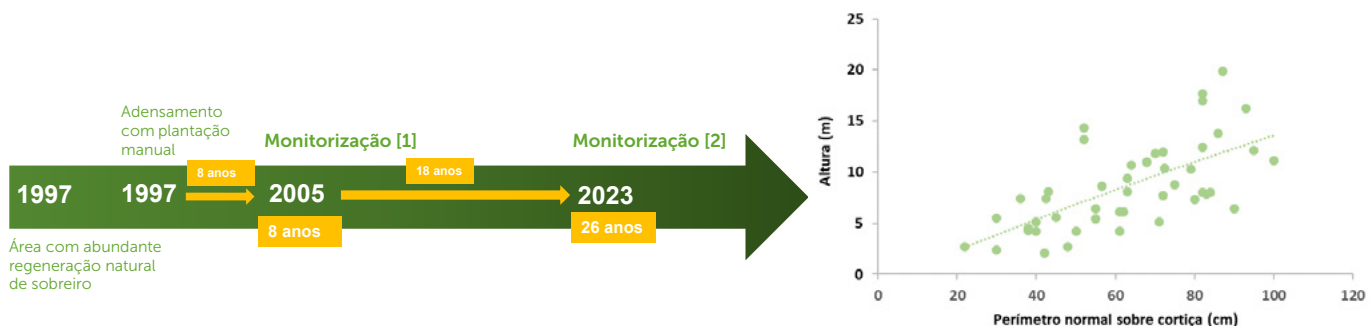 Adensamento
com plantação
manual
Monitorização [1]
Monitorização [2]
8 anos
18 anos
1997
1997
2005
2023
8 anos
26 anos
Área com abundante
regeneração natural
de sobreiro
25
20
15
10
5
0
Altura (m)
0 20 40 60 80 100 120
Perímetro normal sobre cortiça (cm)